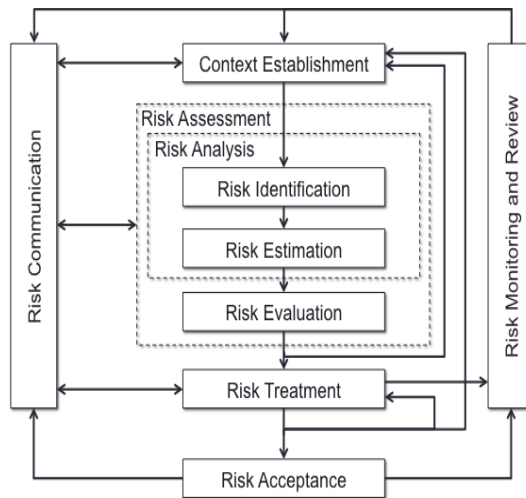 Context Establishment
Risk Assessment
Risk Analysis
Risk Identification
Risk Estimation
Risk Evaluation
Risk Treatment
Risk Acceptance
Risk Communication
Risk Monitoring and Review